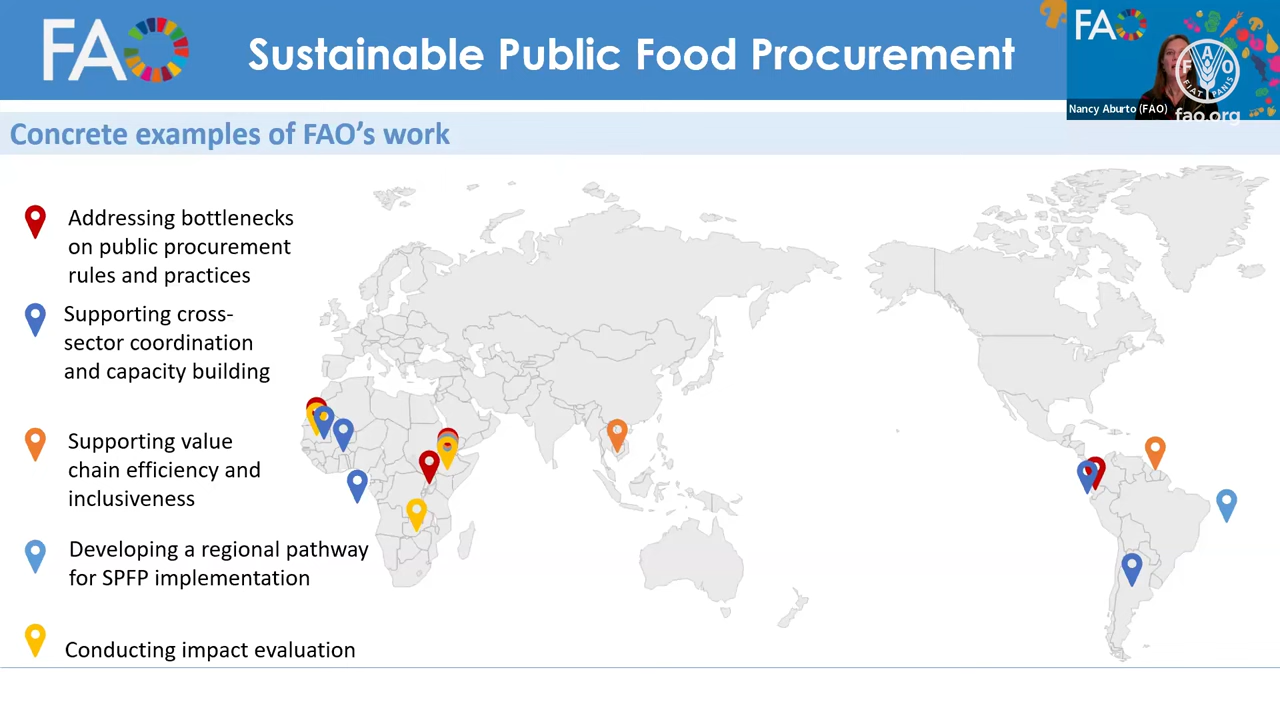 FAO
Sustainable Public Food Procurement
FAO
Nancy Aburto (FAO)
F A O
FIAT PANIS
fao.org
Concrete examples of FAO's work
Addressing bottlenecks
on public procurement
rules and practices
Supporting cross-
sector coordination
and capacity building
Supporting value
chain efficiency and
inclusiveness
Developing a regional pathway
for SPFP implementation
Conducting impact evaluation